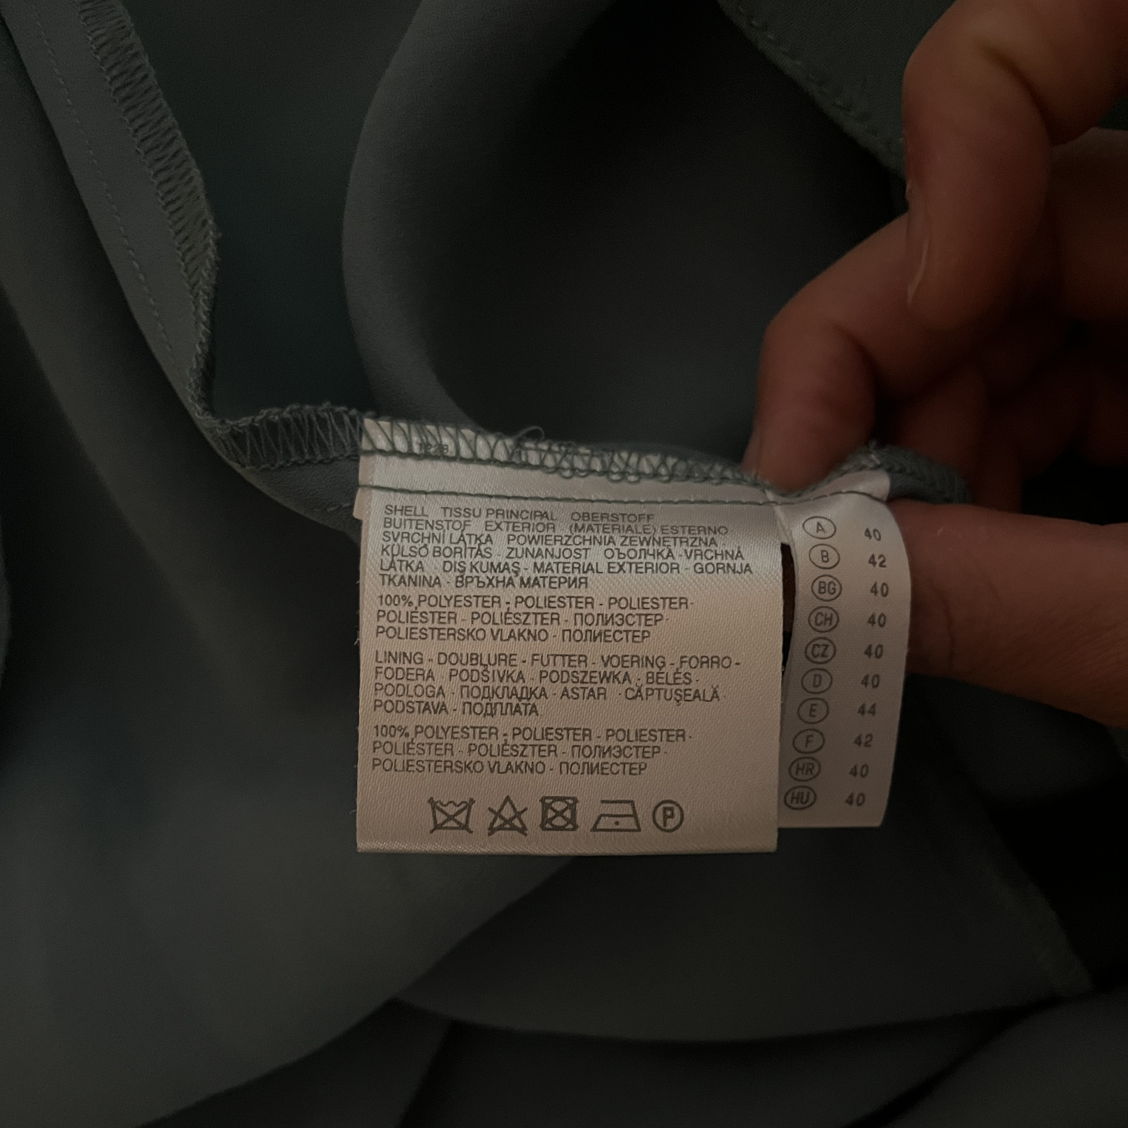 SHELL TISSU PRINCIPAL OBERSTOFF
BUITENSTOF EXTERIOR (MATERIALE) ESTERNO
SVRCHNÍ LÁTKA POWIERZCHNIA ZEWNĘTRZNA
KÜLSŐ BORÍTÁS - ZUNANJOST ОЪОЛЧКА - VRCHNÁ
LÁTKA DIŞ KUMAŞ - MATERIAL EXTERIOR - GORNJA
TKANINA - ВРЪХНА МАТЕРИЯ
100% POLYESTER - POLIESTER - POLIESTER-
POLIESTER - POLIÉSZTER - ПОЛИЭСТЕР-
POLIESTERSKO VLAKNO - ПОЛИЕСТЕР
LINING - DOUBLURE - FUTTER - VOERING - FORRO -
FODERA PODŠÍVKA - PODSZEWKA - BÉLÉS -
PODLOGA - ПОДКЛАДКА - ASTAR - CĂPTUŞEALĂ
PODSTAVA - ПОДПЛАТА
100% POLYESTER - POLIESTER - POLIESTER-
POLIÉSTER - POLIÉSZTER - ПОЛИЭСТЕР-
POLIESTERSKO VLAKNO - ПОЛИЕСТЕР
P
A 40
B 42
BG 40
CH 40
CZ 40
D 40
E 44
F 42
HR 40
HU 40